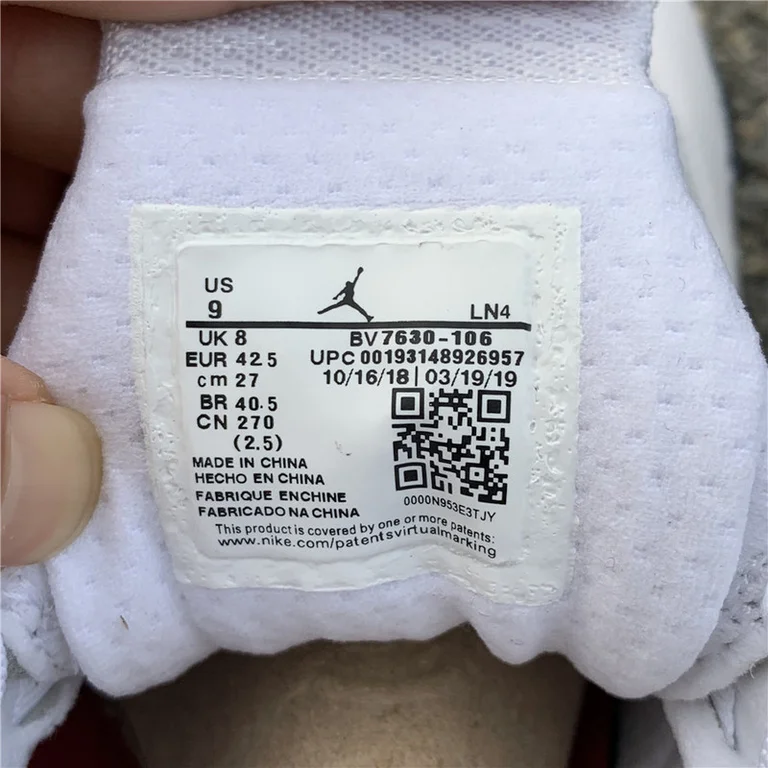 US
9
LN4
UK 8
BV7630-106
EUR 42.5
UPC 00193148926957
cm 27
10/16/18 | 03/19/19
BR 40.5
CN 270
(2.5)
MADE IN CHINA
HECHO EN CHINA
FABRIQUE EN CHINE
FABRICADO NA CHINA
0000N953E3TJY
This product is covered by one or more patents:
www.nike.com/patentsvirtualmarking